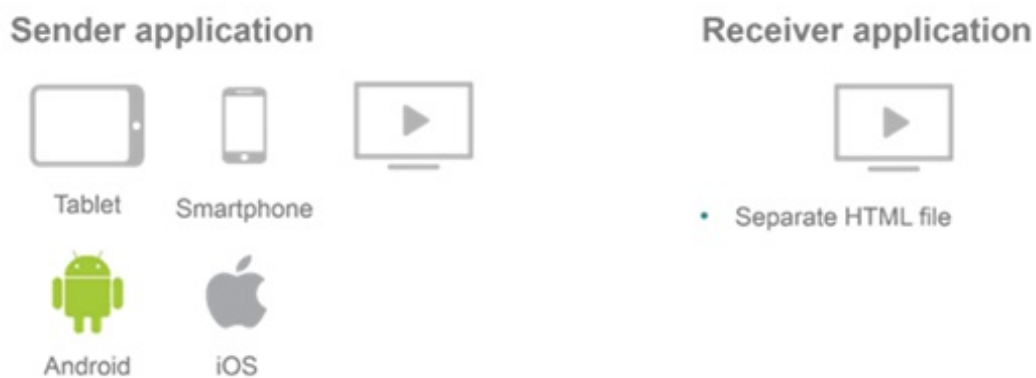 Sender application
Receiver application
Tablet
Smartphone
Separate HTML file
Android
iOS